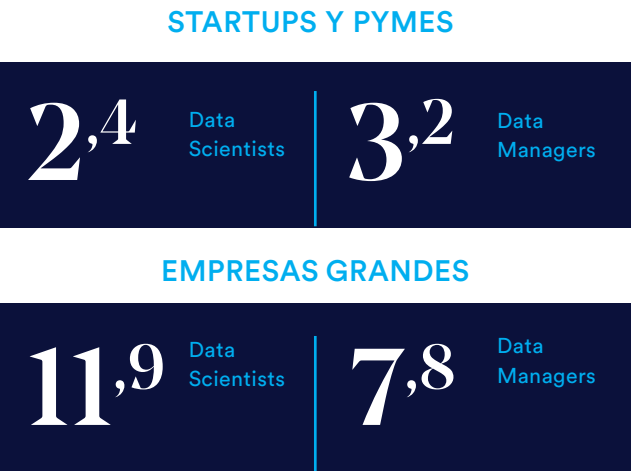 STARTUPS Y PYMES
2,4
Data
Scientists
3,2
Data
Managers
EMPRESAS GRANDES
11,9
Data
Scientists
7,8
Data
Managers